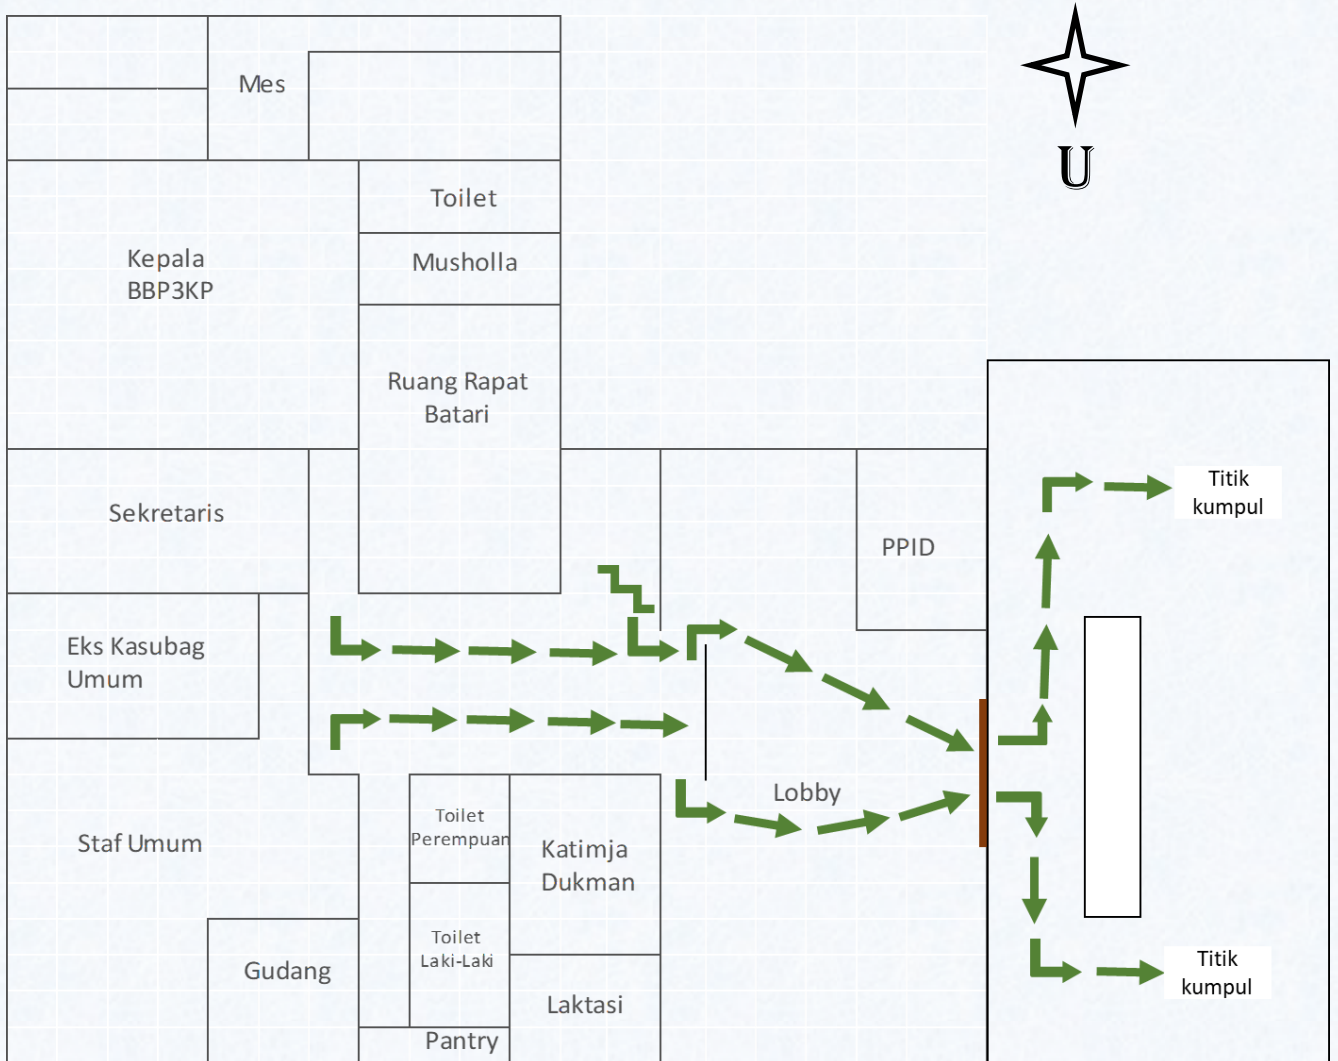 Mes
U
Toilet
Kepala
BBP3KP
Musholla
Ruang Rapat
Batari
Sekretaris
Titik
kumpul
PPID
Eks Kasubag
Umum
Lobby
Staf Umum
Toilet
Perempuan
Katimja
Dukman
Toilet
Laki-Laki
Gudang
Titik
kumpul
Laktasi
Pantry